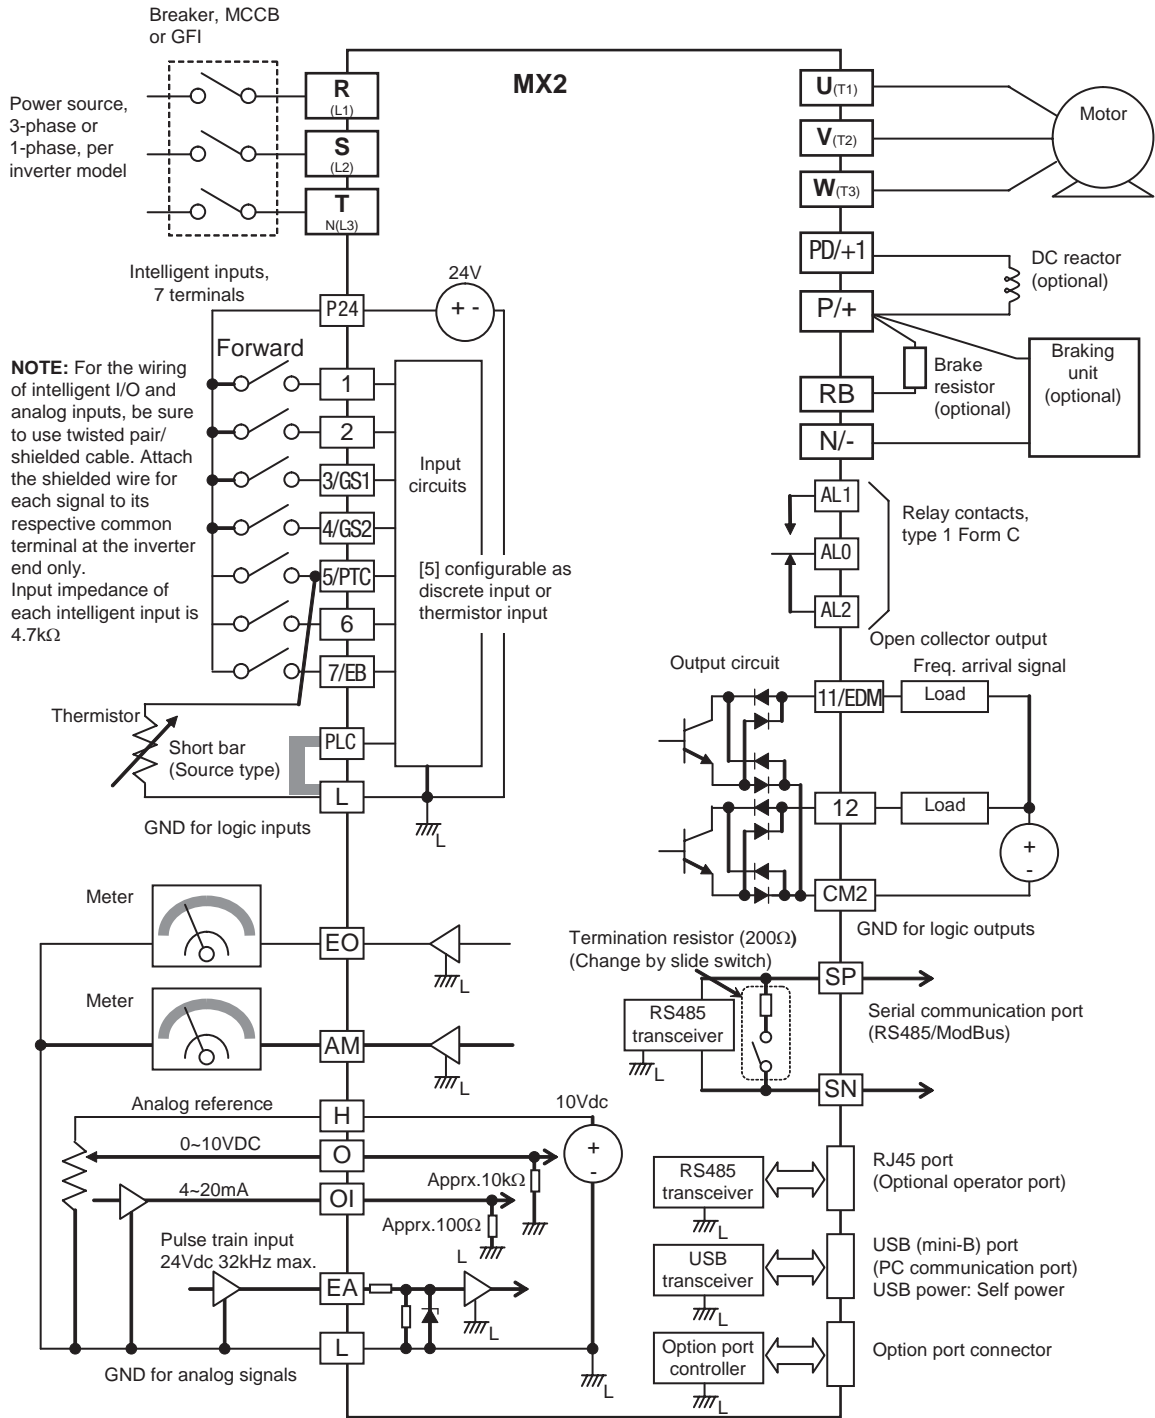 Breaker, MCCB
or GFI
MX2
Power source,
3-phase or
1-phase, per
inverter model
R
(L1)
S
(L2)
T
N(L3)
U(T1)
V(T2)
W(T3)
Motor
PD/+1
P/+
RB
N/-
DC reactor
(optional)
Brake
resistor
(optional)
Braking
unit
(optional)
Intelligent inputs,
7 terminals
24V
P24
+ -
Forward
NOTE: For the wiring
of intelligent I/O and
analog inputs, be sure
to use twisted pair/
shielded cable. Attach
the shielded wire for
each signal to its
respective common
terminal at the inverter
end only.
Input impedance of
each intelligent input is
4.7kΩ
1
2
3/GS1
4/GS2
5/PTC
6
7/EB
PLC
L
Input
circuits
[5] configurable as
discrete input or
thermistor input
Thermistor
Short bar
(Source type)
GND for logic inputs
L
AL1
AL0
AL2
Relay contacts,
type 1 Form C
Open collector output
Output circuit
Freq. arrival signal
11/EDM
Load
12
Load
+
-
CM2
GND for logic outputs
Meter
EO
L
Meter
AM
L
Termination resistor (200Ω)
(Change by slide switch)
RS485
transceiver
L
SP
SN
Serial communication port
(RS485/ModBus)
Analog reference
H
10Vdc
+
-
0~10VDC
O
Apprx.10kΩ
4~20mA
OI
Apprx.100Ω
L
Pulse train input
24Vdc 32kHz max.
EA
L
L
GND for analog signals
L
RS485
transceiver
L
RJ45 port
(Optional operator port)
USB
transceiver
L
USB (mini-B) port
(PC communication port)
USB power: Self power
Option port
controller
L
Option port connector